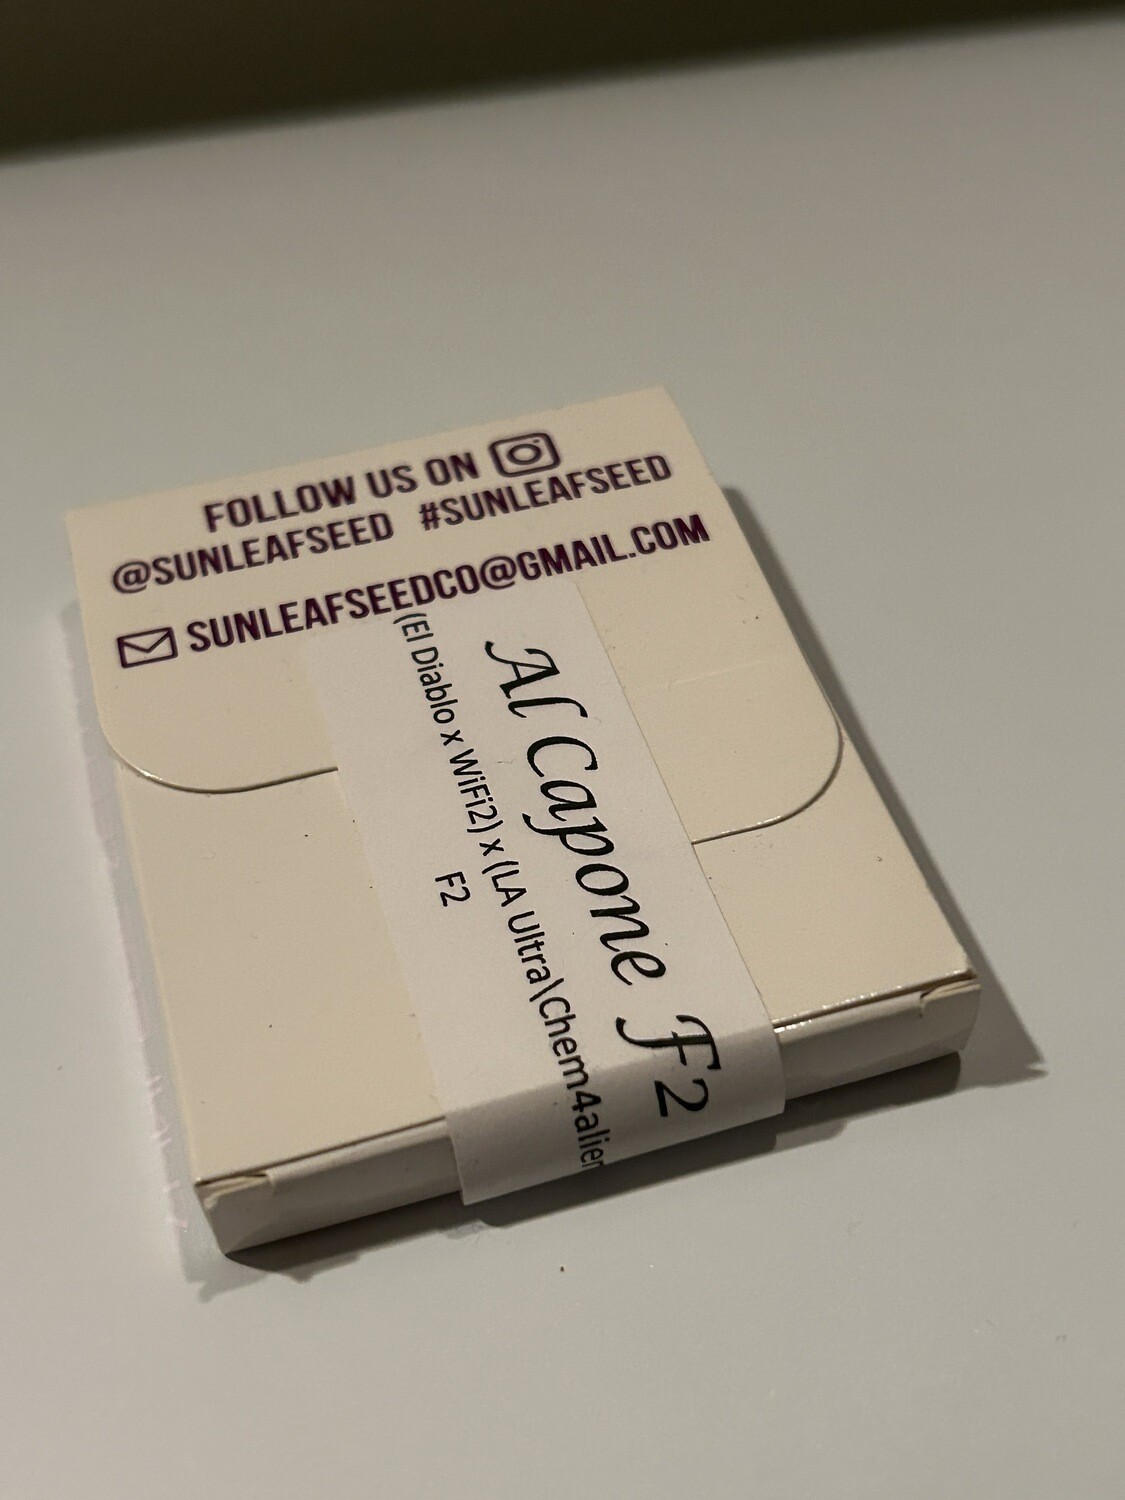 FOLLOW US ON
@SUNLEAFSEED #SUNLEAFSEED
SUNLEAFSEEDCO@GMAIL.COM
Al Capone F2
(El Diablo x WiFi2) x (LA Ultra\Chem4alien
F2